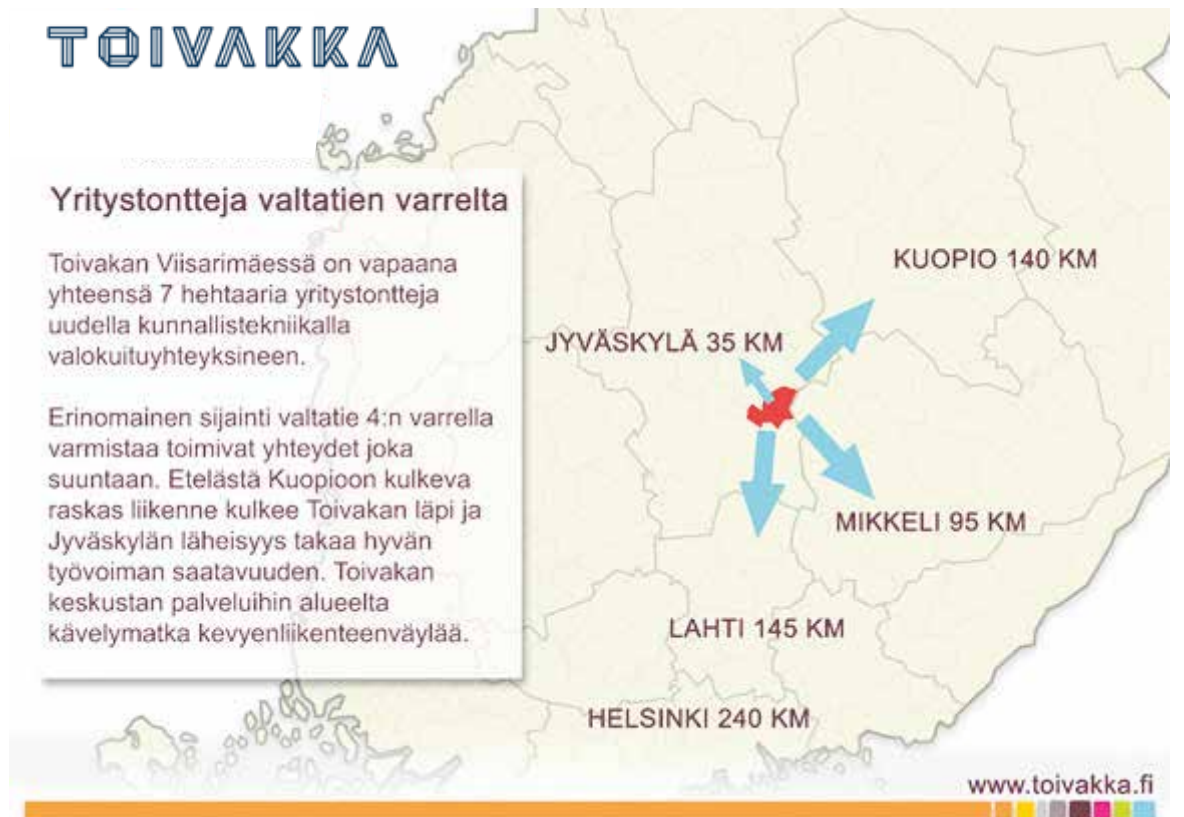 TOIVAKKA
Yritystontteja valtatien varrelta
Toivakan Viisarimäessä on vapaana
yhteensä 7 hehtaaria yritystontteja
uudella kunnallistekniikalla
valokuituyhteyksineen.
Erinomainen sijainti valtatie 4:n varrella
varmistaa toimivat yhteydet joka
suuntaan. Etelästä Kuopioon kulkeva
raskas liikenne kulkee Toivakan läpi ja
Jyväskylän läheisyys takaa hyvän
työvoiman saatavuuden. Toivakan
keskustan palveluihin alueelta
kävelymatka kevyenliikenteenväylää.
KUOPIO 140 KM
JYVÄSKYLÄ 35 KM
MIKKELI 95 KM
LAHTI 145 KM
HELSINKI 240 KM
www.toivakka.fi